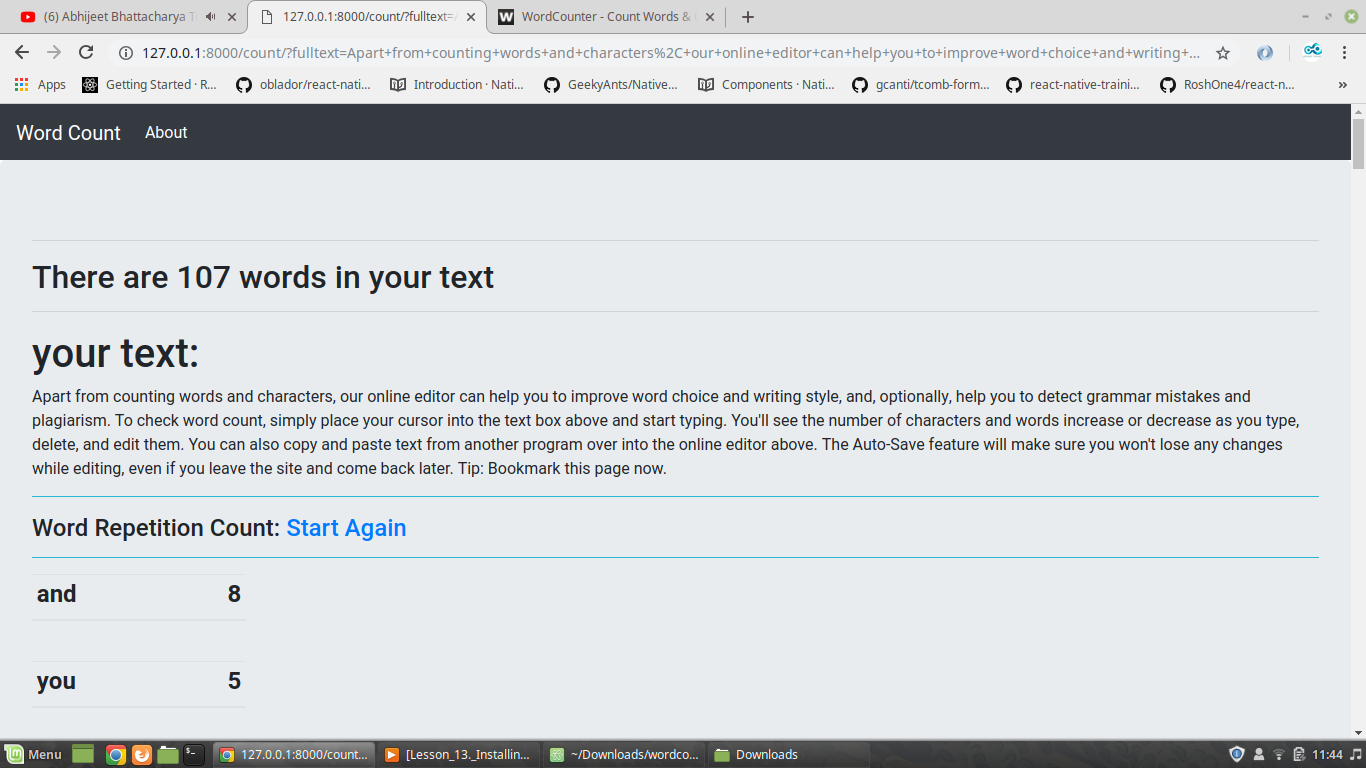 (6) Abhijeet Bhattacharya T
127.0.0.1:8000/count/?fulltext=A
WordCounter - Count Words &
127.0.0.1:8000/count/?fulltext=Apart+from+counting+words+and+characters%2C+our+online+editor+can+help+you+to+improve+word+choice+and+writing+...
Apps
Getting Started · R...
oblador/react-nati...
Introduction · Nati...
GeekyAnts/Native...
Components · Nati...
gcanti/tcomb-form...
react-native-traini...
RoshOne4/react-n...
»
Word Count About
There are 107 words in your text
your text:
Apart from counting words and characters, our online editor can help you to improve word choice and writing style, and, optionally, help you to detect grammar mistakes and
plagiarism. To check word count, simply place your cursor into the text box above and start typing. You'll see the number of characters and words increase or decrease as you type,
delete, and edit them. You can also copy and paste text from another program over into the online editor above. The Auto-Save feature will make sure you won't lose any changes
while editing, even if you leave the site and come back later. Tip: Bookmark this page now.
Word Repetition Count: Start Again
and 8
you 5
Menu
127.0.0.1:8000/count...
[Lesson_13._Installin...
~/Downloads/wordco...
Downloads
11:44